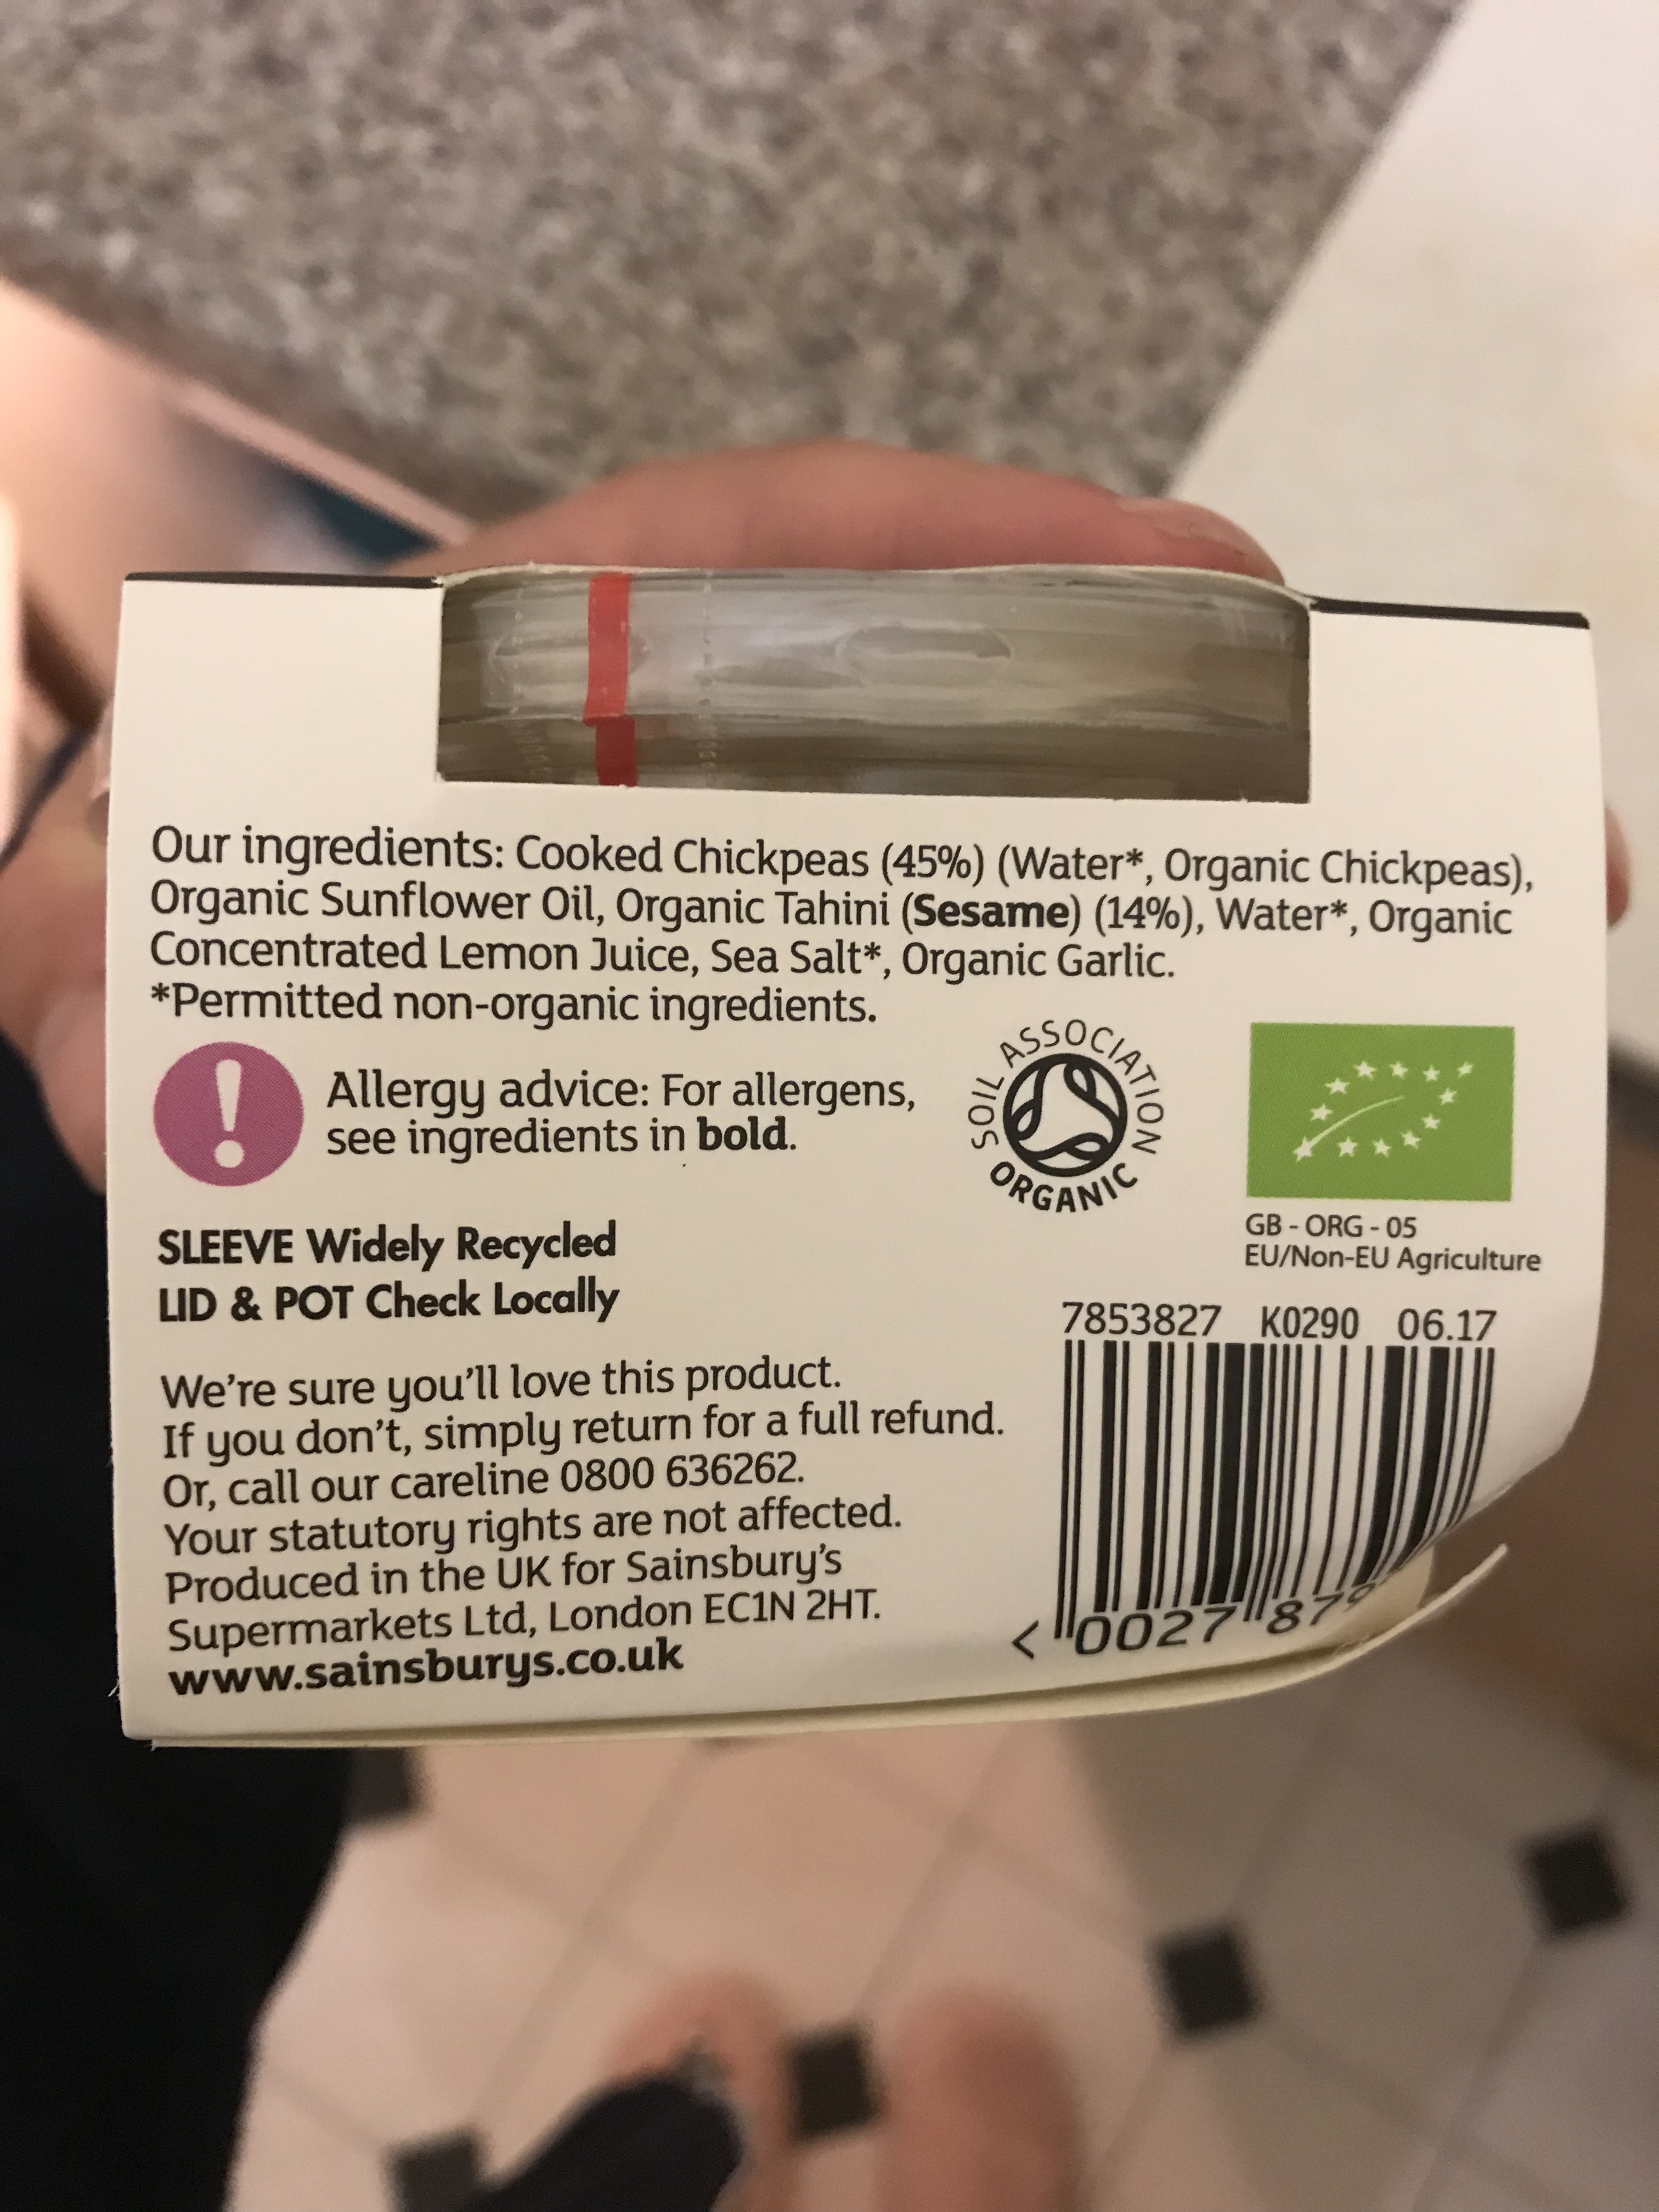 Our ingredients: Cooked Chickpeas (45%) (Water*, Organic Chickpeas),
Organic Sunflower Oil, Organic Tahini (Sesame) (14%), Water*, Organic
Concentrated Lemon Juice, Sea Salt*, Organic Garlic.
*Permitted non-organic ingredients.
Allergy advice: For allergens,
see ingredients in bold.
SOIL ASSOCIATION
ORGANIC
GB - ORG - 05
EU/Non-EU Agriculture
SLEEVE Widely Recycled
LID & POT Check Locally
We're sure you'll love this product.
If you don't, simply return for a full refund.
Or, call our careline 0800 636262.
Your statutory rights are not affected.
Produced in the UK for Sainsbury's
Supermarkets Ltd, London EC1N 2HT.
www.sainsburys.co.uk
7853827 K0290 06.17
< 0027